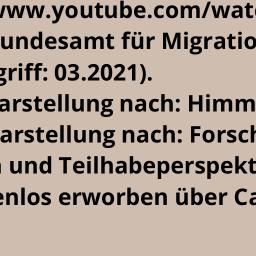 www.youtube.com/wat
undesamt für Migratio
griff: 03.2021).
arstellung nach: Himm
arstellung nach: Forsch
und Teilhabeperspekt
enlos erworben über Ca